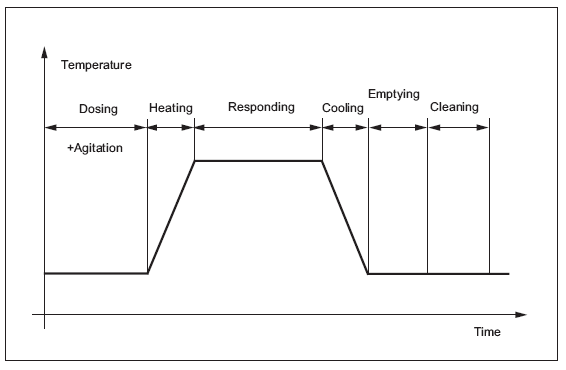 Temperature
Dosing
Heating
Responding
Cooling
Emptying
Cleaning
+Agitation
Time